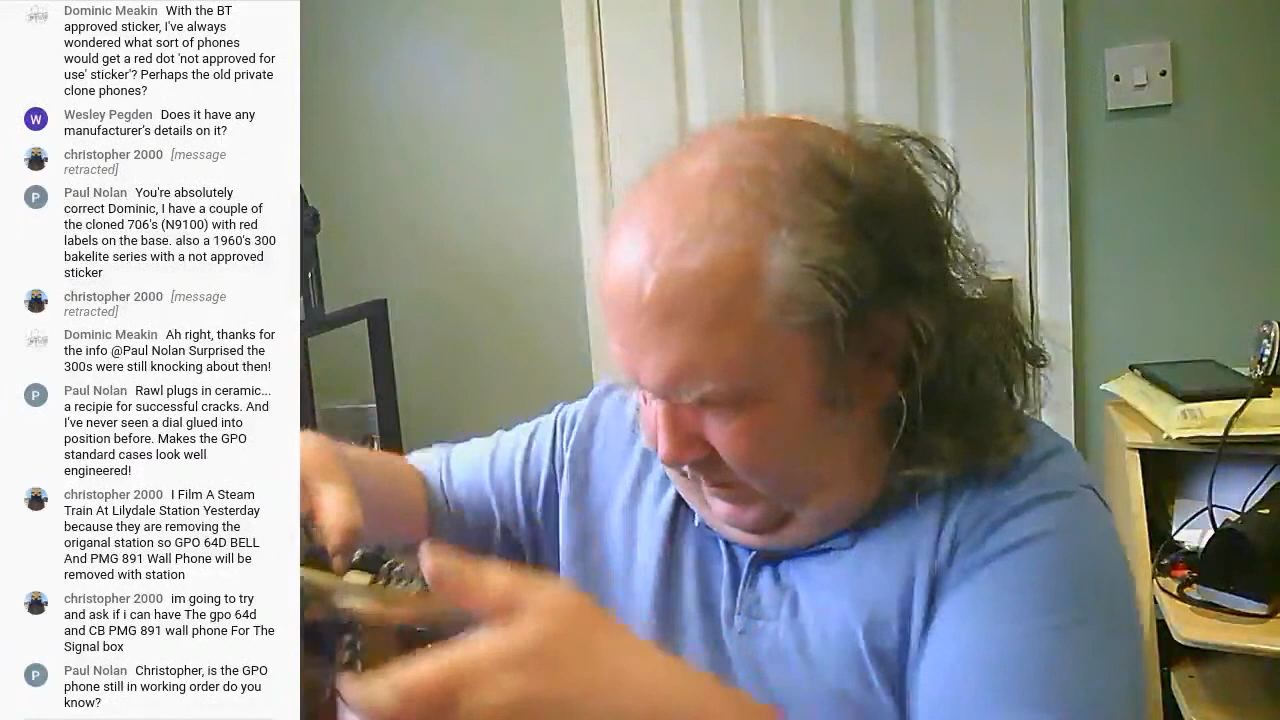 Dominic Meakin With the BT
approved sticker, I've always
wondered what sort of phones
would get a red dot 'not approved for
use' sticker'? Perhaps the old private
clone phones?
W
Wesley Pegden Does it have any
manufacturer's details on it?
christopher 2000 [message
retracted]
P
Paul Nolan You're absolutely
correct Dominic, I have a couple of
the cloned 706's (N9100) with red
labels on the base. also a 1960's 300
bakelite series with a not approved
sticker
christopher 2000 [message
retracted]
Dominic Meakin Ah right, thanks for
the info @Paul Nolan Surprised the
300s were still knocking about then!
P
Paul Nolan Rawl plugs in ceramic...
a recipie for successful cracks. And
I've never seen a dial glued into
position before. Makes the GPO
standard cases look well
engineered!
christopher 2000 I Film A Steam
Train At Lilydale Station Yesterday
because they are removing the
origanal station so GPO 64D BELL
And PMG 891 Wall Phone will be
removed with station
christopher 2000 im going to try
and ask if i can have The gpo 64d
and CB PMG 891 wall phone For The
Signal box
P
Paul Nolan Christopher, is the GPO
phone still in working order do you
know?